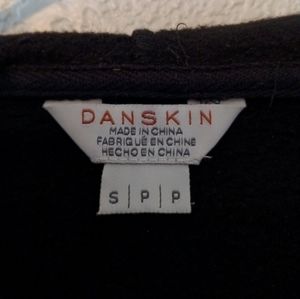 DANSKIN
MADE IN CHINA
FABRIQUÉ EN CHINE
HECHO EN CHINA
S | P | P